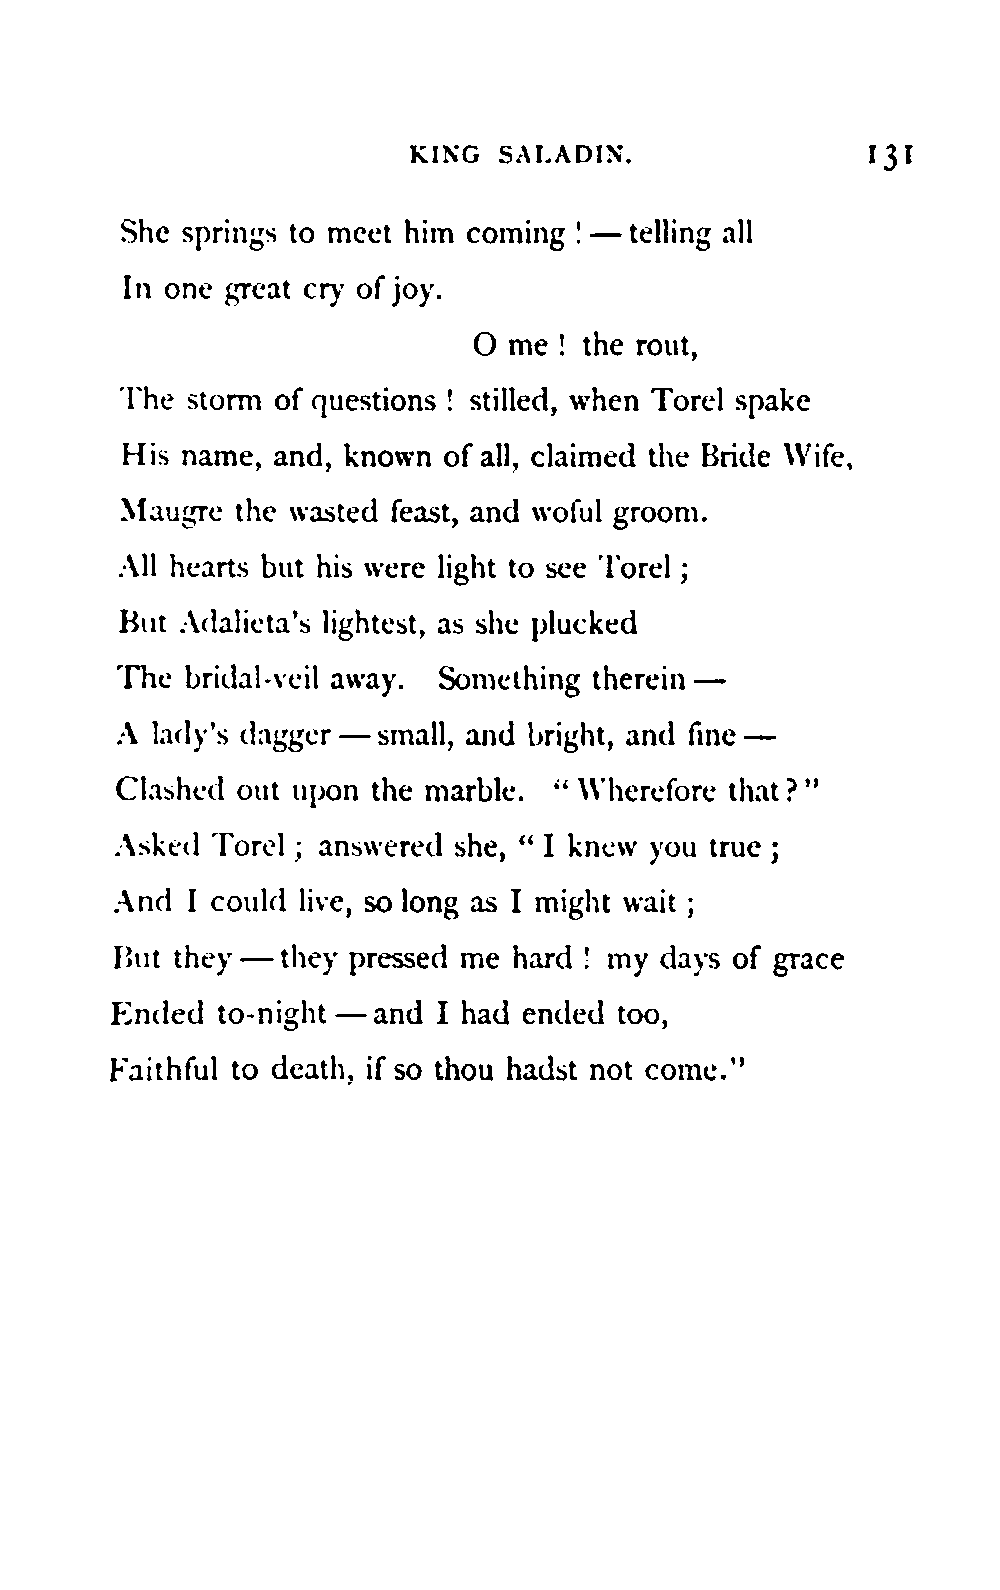 KING SALADIN. 131
She springs to meet him coming ! — telling all
In one great cry of joy.
O me ! the rout,
The storm of questions ! stilled, when Torel spake
His name, and, known of all, claimed the Bride Wife,
Maugre the wasted feast, and woful groom.
All hearts but his were light to see Torel ;
But Adalieta's lightest, as she plucked
The bridal-veil away. Something therein —
A lady's dagger — small, and bright, and fine —
Clashed out upon the marble. “ Wherefore that ? ”
Asked Torel ; answered she, “ I knew you true ;
And I could live, so long as I might wait ;
But they — they pressed me hard ! my days of grace
Ended to-night — and I had ended too,
Faithful to death, if so thou hadst not come.”